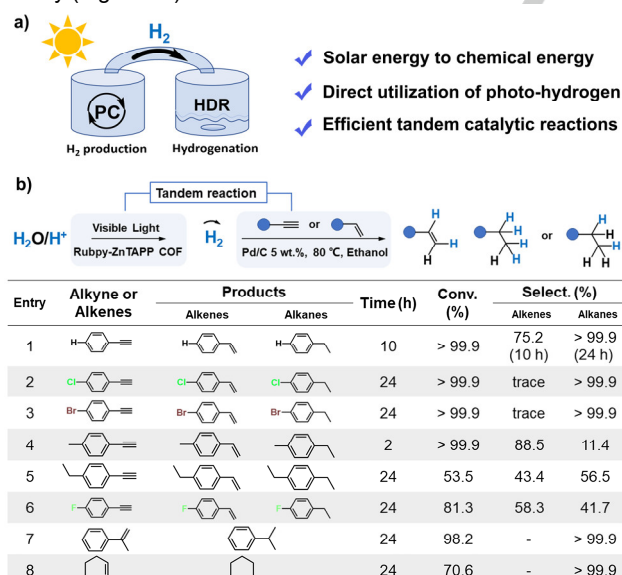 a)
H₂
PC
HDR
H₂ production
Hydrogenation
Solar energy to chemical energy
Direct utilization of photo-hydrogen
Efficient tandem catalytic reactions
b)
Tandem reaction
H₂O/H⁺
Visible Light
Rubpy-ZnTAPP COF
H₂
or
Pd/C 5 wt.%, 80 ℃, Ethanol
H
H
H
H
H
H
H
H
or
H
H
H
H
H
Entry
Alkyne or Alkenes
Products
Alkenes
Alkanes
Time (h)
Conv. (%)
Select. (%)
Alkenes
Alkanes
1 H H H 10 > 99.9 75.2 (10 h) > 99.9 (24 h)
2 Cl Cl Cl 24 > 99.9 trace > 99.9
3 Br Br Br 24 > 99.9 trace > 99.9
4 2 > 99.9 88.5 11.4
5 24 53.5 43.4 56.5
6 F F F 24 81.3 58.3 41.7
7 24 98.2 - > 99.9
8 24 70.6 - > 99.9